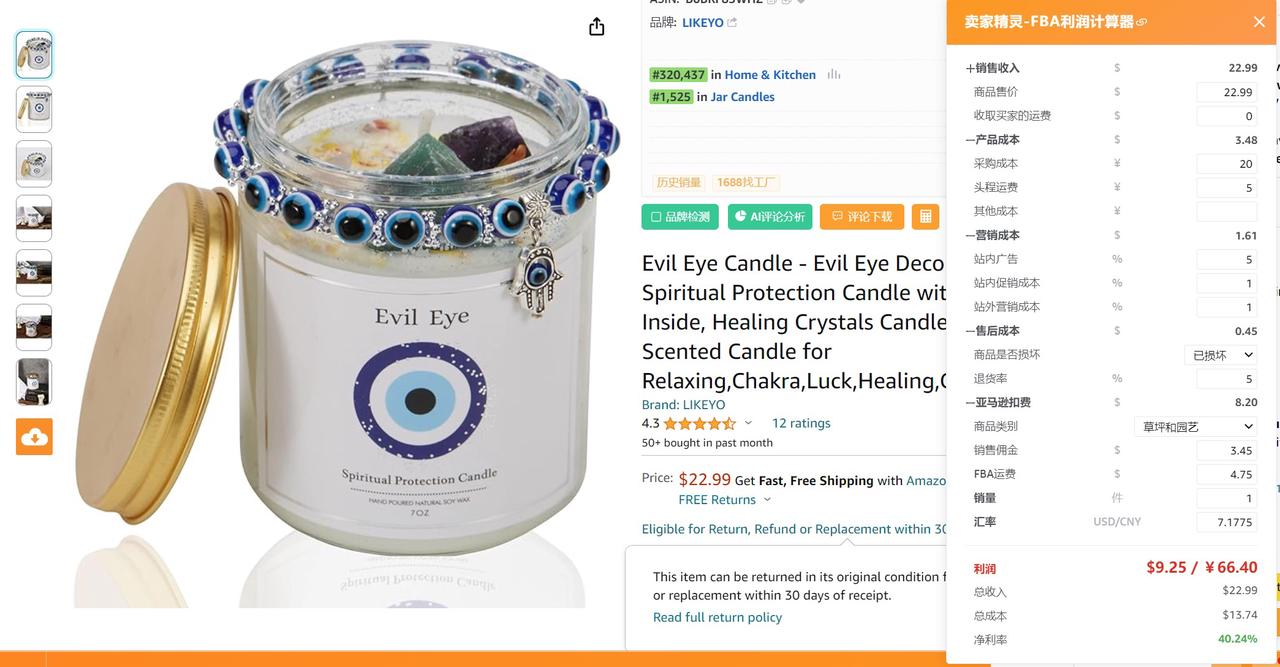 Evil Eye
Spiritual Protection Candle
HAND POURED NATURAL SOY WAX
7OZ
品牌: LIKEYO
#320,437 in Home & Kitchen
#1,525 in Jar Candles
历史销量 1688找工厂
品牌检测 AI评论分析 评论下载
Evil Eye Candle - Evil Eye Deco
Spiritual Protection Candle wit
Inside, Healing Crystals Candle
Scented Candle for
Relaxing,Chakra,Luck,Healing,
Brand: LIKEYO
4.3 12 ratings
50+ bought in past month
Price: $22.99 Get Fast, Free Shipping with Amazo
FREE Returns
Eligible for Return, Refund or Replacement within 30
This item can be returned in its original condition f
or replacement within 30 days of receipt.
Read full return policy
卖家精灵-FBA利润计算器
+销售收入 $ 22.99
商品售价 $ 22.99
收取买家的运费 $ 0
一产品成本 $ 3.48
采购成本 ¥ 20
头程运费 ¥ 5
其他成本 ¥
一营销成本 $ 1.61
站内广告 % 5
站内促销成本 % 1
站外营销成本 % 1
一售后成本 $ 0.45
商品是否损坏 已损坏
退货率 % 5
一亚马逊扣费 $ 8.20
商品类别 草坪和园艺
销售佣金 $ 3.45
FBA运费 $ 4.75
销量 件 1
汇率 USD/CNY 7.1775
利润 $9.25 / ¥66.40
总收入 $22.99
总成本 $13.74
净利率 40.24%